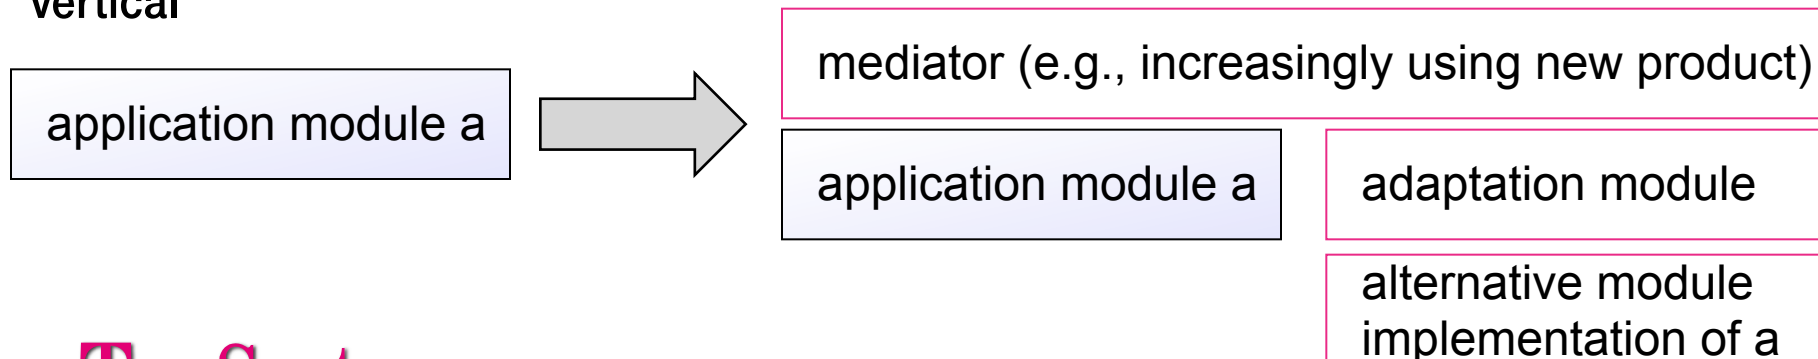 vertical
mediator (e.g., increasingly using new product)
application module a
application module a
adaptation module
alternative module
implementation of a